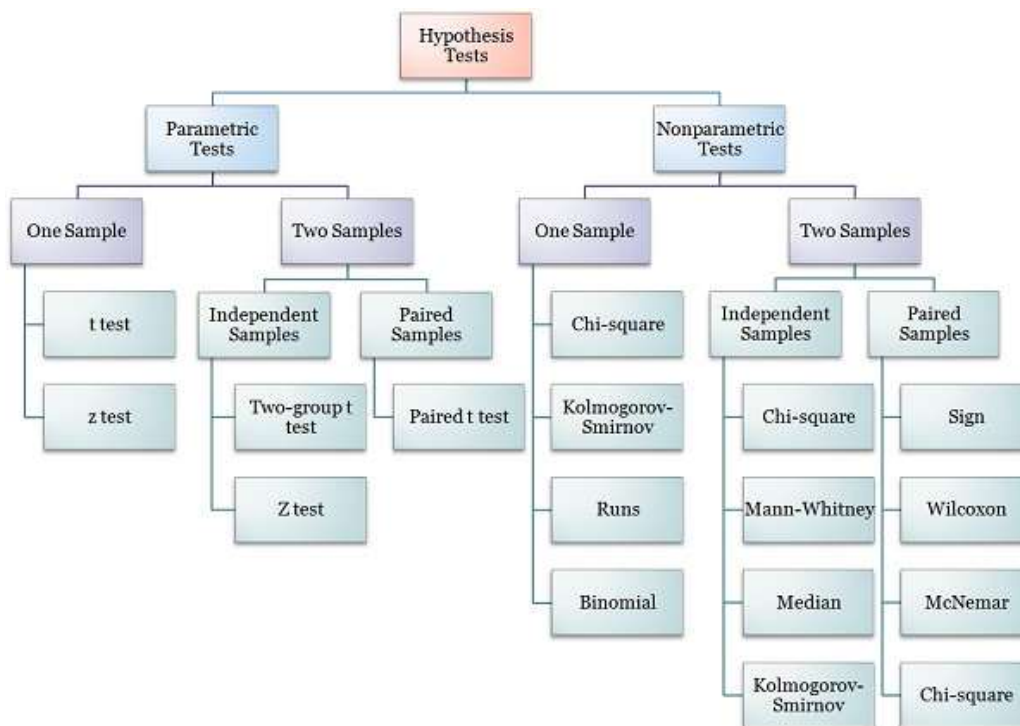 Hypothesis
Tests
Parametric
Tests
Nonparametric
Tests
One Sample
Two Samples
One Sample
Two Samples
t test
Independent
Samples
Paired
Samples
Chi-square
Independent
Samples
Paired
Samples
z test
Two-group t
test
Paired t test
Kolmogorov-
Smirnov
Chi-square
Sign
Z test
Runs
Mann-Whitney
Wilcoxon
Binomial
Median
McNemar
Kolmogorov-
Smirnov
Chi-square